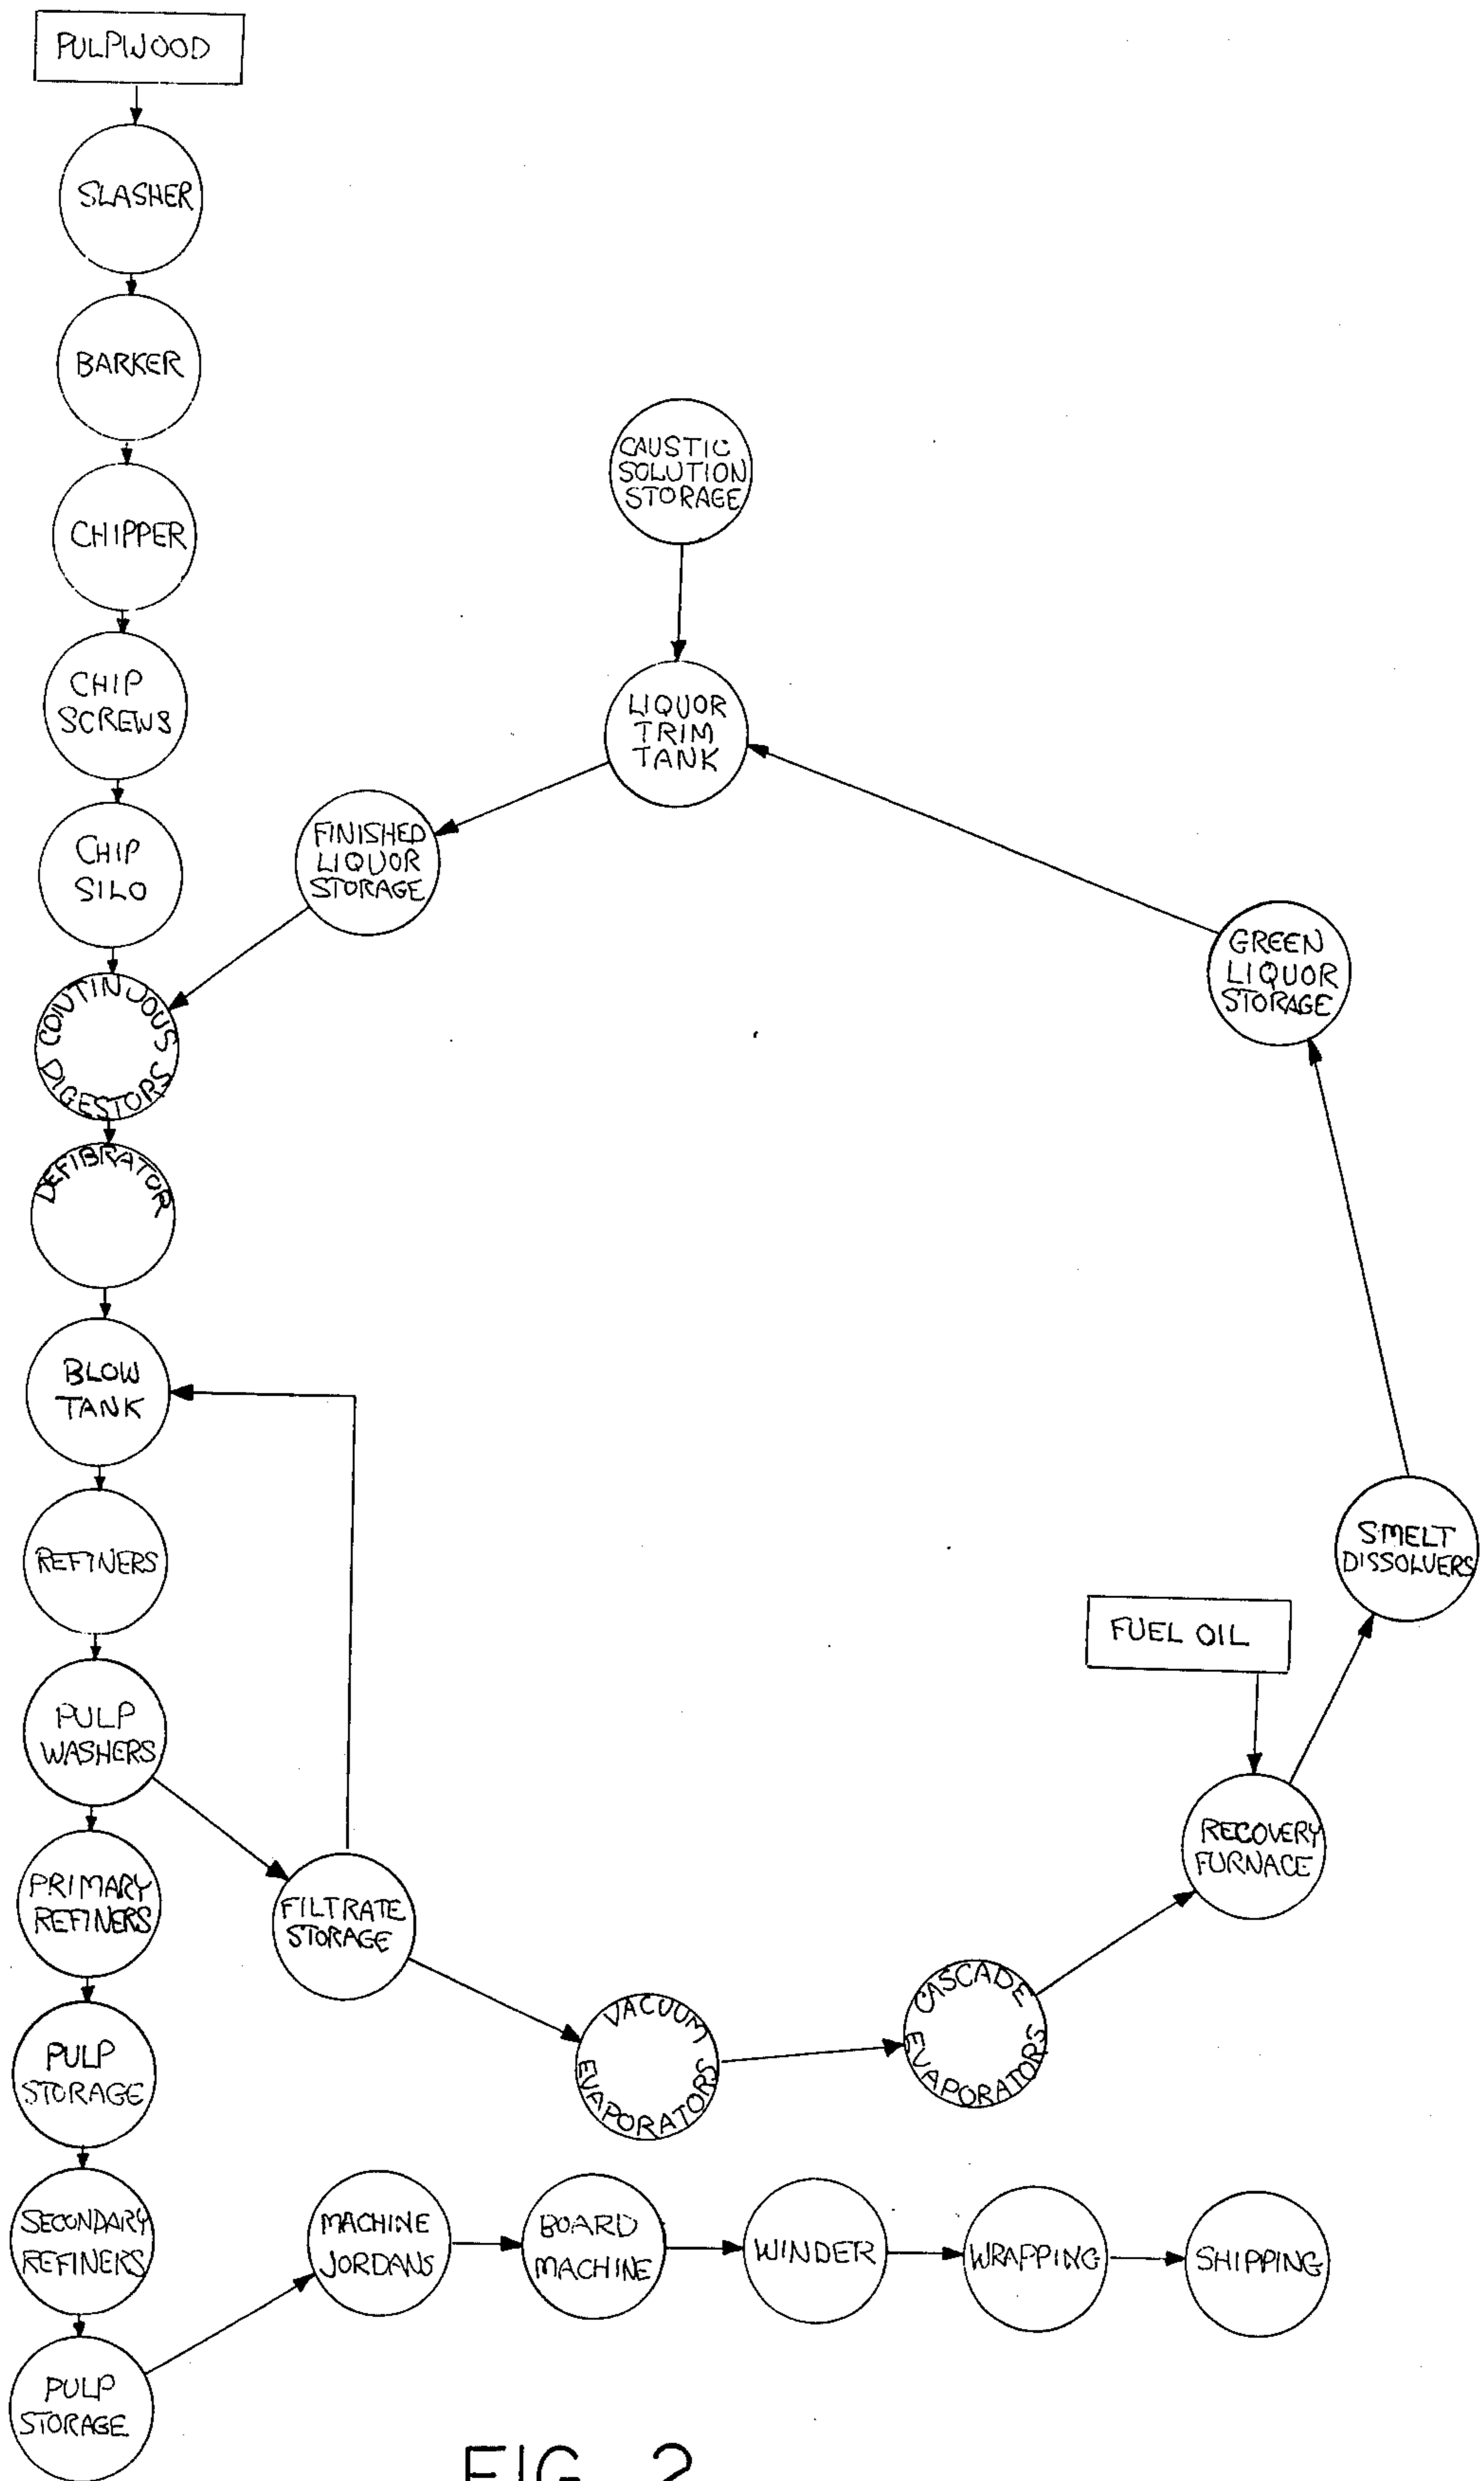 PULPWOOD
SLASHER
BARKER
CHIPPER
CHIP
SCREWS
CHIP
SILO
CONTINUOUS
DIGESTORS
DEFIBRATOR
BLOW
TANK
REFINERS
PULP
WASHERS
PRIMARY
REFINERS
PULP
STORAGE
SECONDARY
REFINERS
PULP
STORAGE
CAUSTIC
SOLUTION
STORAGE
LIQUOR
TRIM
TANK
FINISHED
LIQUOR
STORAGE
GREEN
LIQUOR
STORAGE
SMELT
DISSOLVERS
FUEL OIL
RECOVERY
FURNACE
FILTRATE
STORAGE
VACUUM
EVAPORATORS
CASCADE
EVAPORATORS
MACHINE
JORDANS
BOARD
MACHINE
WINDER
WRAPPING
SHIPPING
FIG. 2